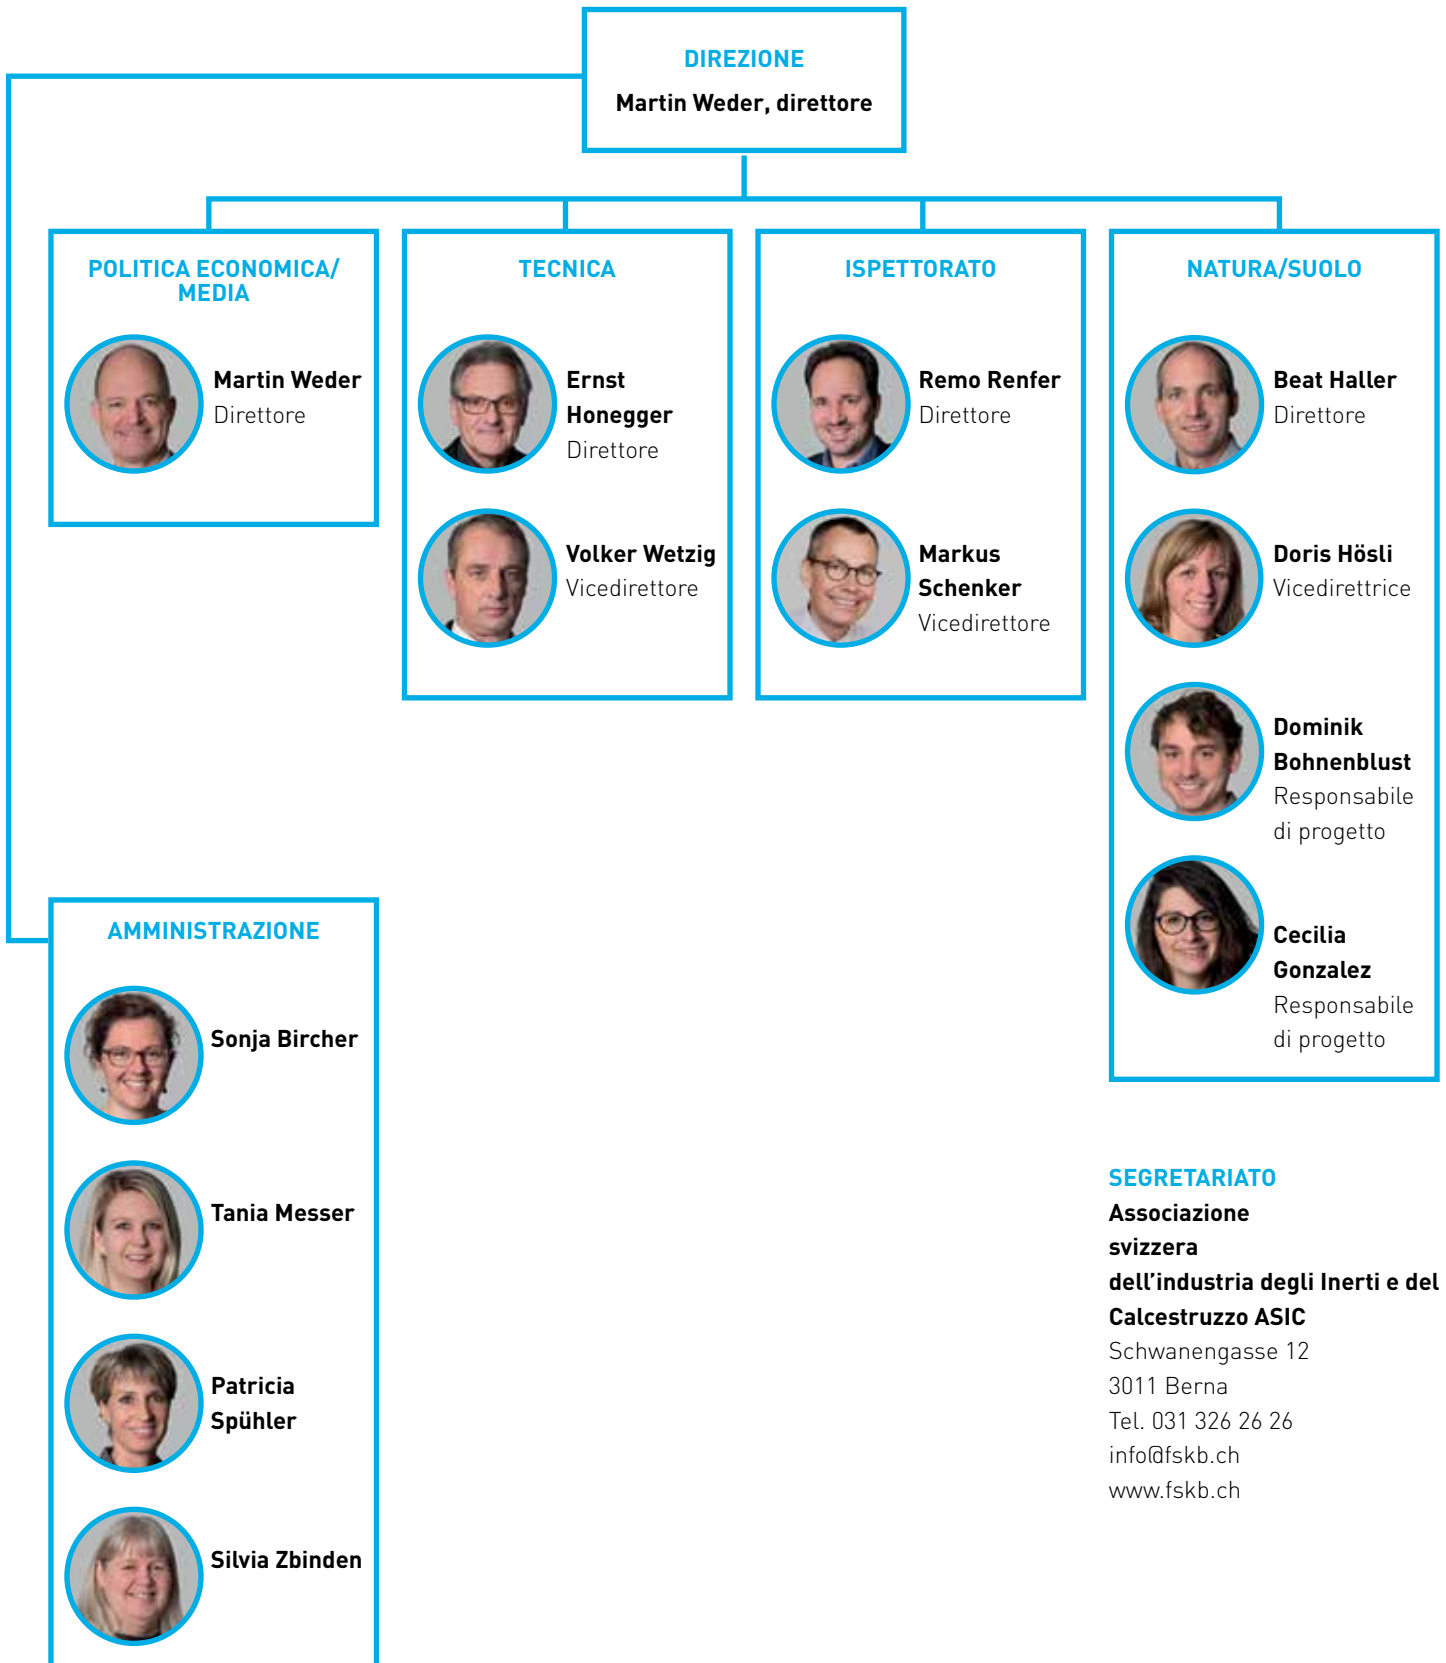 DIREZIONE
Martin Weder, direttore
POLITICA ECONOMICA/
MEDIA
Martin Weder
Direttore
TECNICA
Ernst
Honegger
Direttore
Volker Wetzig
Vicedirettore
ISPETTORATO
Remo Renfer
Direttore
Markus
Schenker
Vicedirettore
NATURA/SUOLO
Beat Haller
Direttore
Doris Hösli
Vicedirettrice
Dominik
Bohnenblust
Responsabile
di progetto
Cecilia
Gonzalez
Responsabile
di progetto
AMMINISTRAZIONE
Sonja Bircher
Tania Messer
Patricia
Spühler
Silvia Zbinden
SEGRETARIATO
Associazione
svizzera
dell’industria degli Inerti e del
Calcestruzzo ASIC
Schwanengasse 12
3011 Berna
Tel. 031 326 26 26
info@fskb.ch
www.fskb.ch